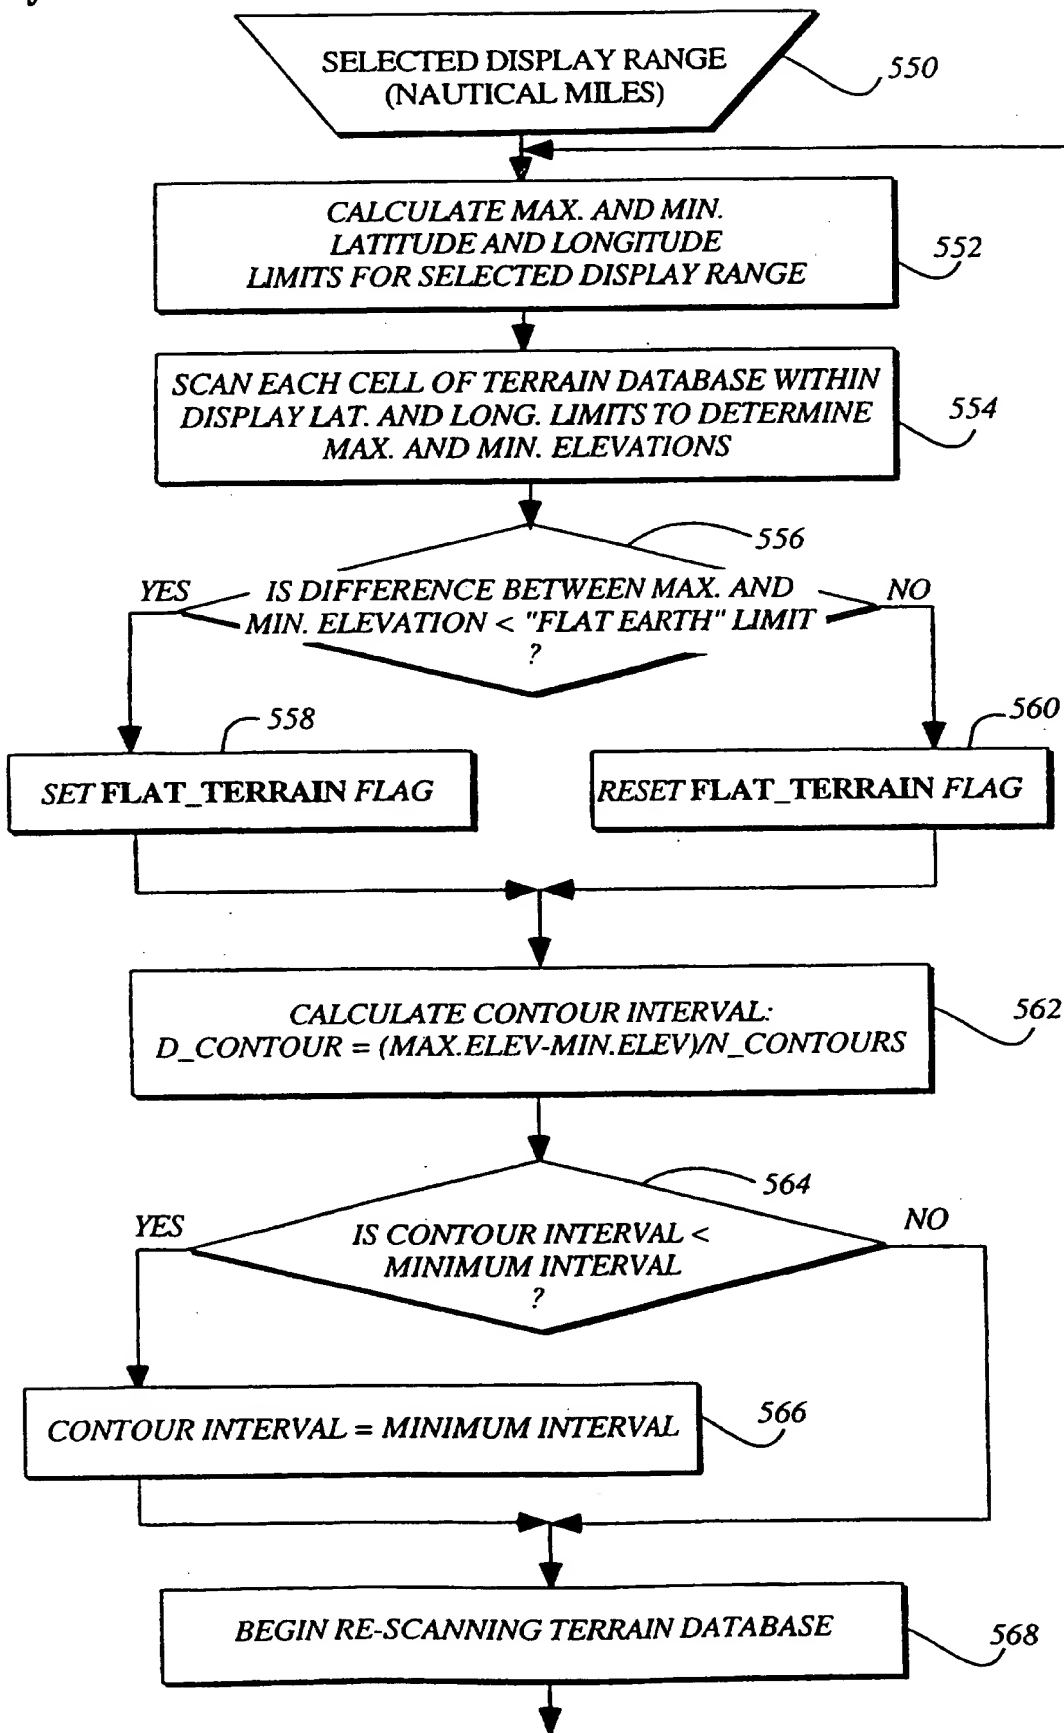 SELECTED DISPLAY RANGE
(NAUTICAL MILES)
550
CALCULATE MAX. AND MIN.
LATITUDE AND LONGITUDE
LIMITS FOR SELECTED DISPLAY RANGE
552
SCAN EACH CELL OF TERRAIN DATABASE WITHIN
DISPLAY LAT. AND LONG. LIMITS TO DETERMINE
MAX. AND MIN. ELEVATIONS
554
556
YES
IS DIFFERENCE BETWEEN MAX. AND
MIN. ELEVATION < "FLAT EARTH" LIMIT
?
NO
558
SET FLAT_TERRAIN FLAG
560
RESET FLAT_TERRAIN FLAG
CALCULATE CONTOUR INTERVAL:
D_CONTOUR = (MAX.ELEV-MIN.ELEV)/N_CONTOURS
562
564
YES
IS CONTOUR INTERVAL <
MINIMUM INTERVAL
?
NO
CONTOUR INTERVAL = MINIMUM INTERVAL
566
BEGIN RE-SCANNING TERRAIN DATABASE
568